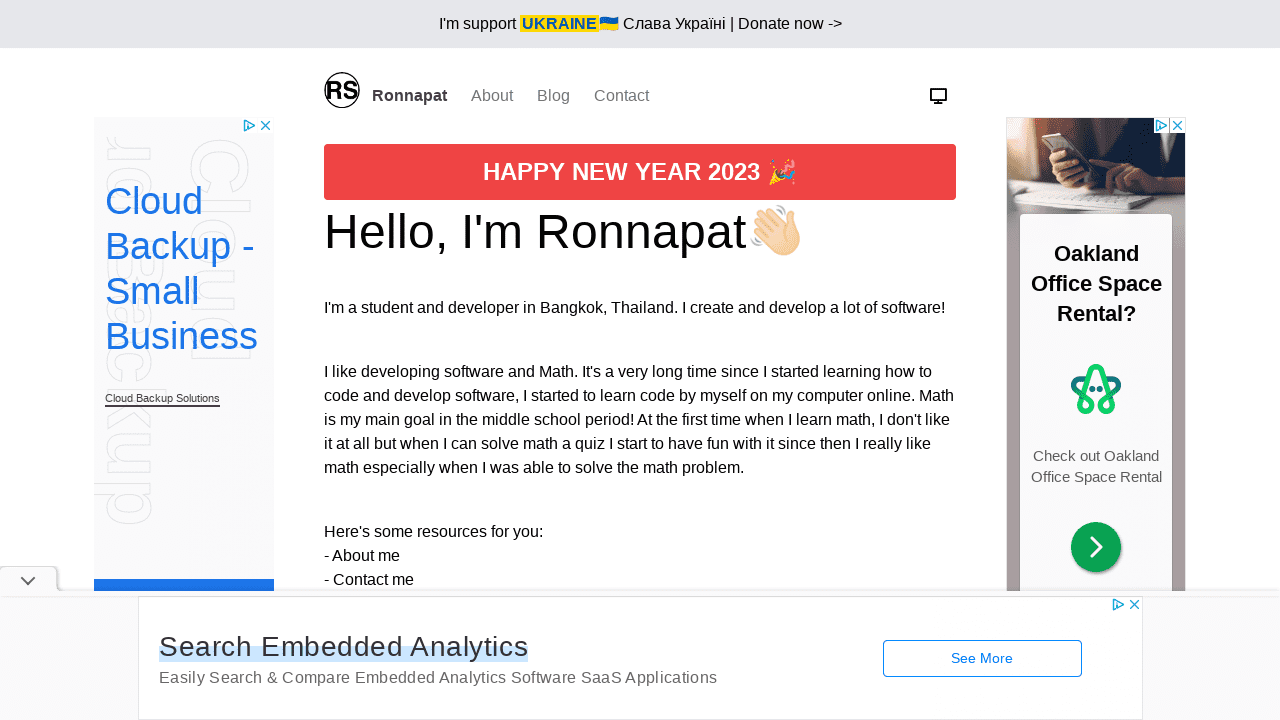 I'm support UKRAINE🇺🇦 Слава Україні | Donate now ->
RS
Ronnapat About Blog Contact
HAPPY NEW YEAR 2023 🎉
Hello, I'm Ronnapat👋🏻
I'm a student and developer in Bangkok, Thailand. I create and develop a lot of software!
I like developing software and Math. It's a very long time since I started learning how to
code and develop software, I started to learn code by myself on my computer online. Math
is my main goal in the middle school period! At the first time when I learn math, I don't like
it at all but when I can solve math a quiz I start to have fun with it since then I really like
math especially when I was able to solve the math problem.
Here's some resources for you:
- About me
- Contact me
Cloud
Backup -
Small
Business
Cloud Backup Solutions
Oakland
Office Space
Rental?
Check out Oakland
Office Space Rental
Search Embedded Analytics
Easily Search & Compare Embedded Analytics Software SaaS Applications
See More